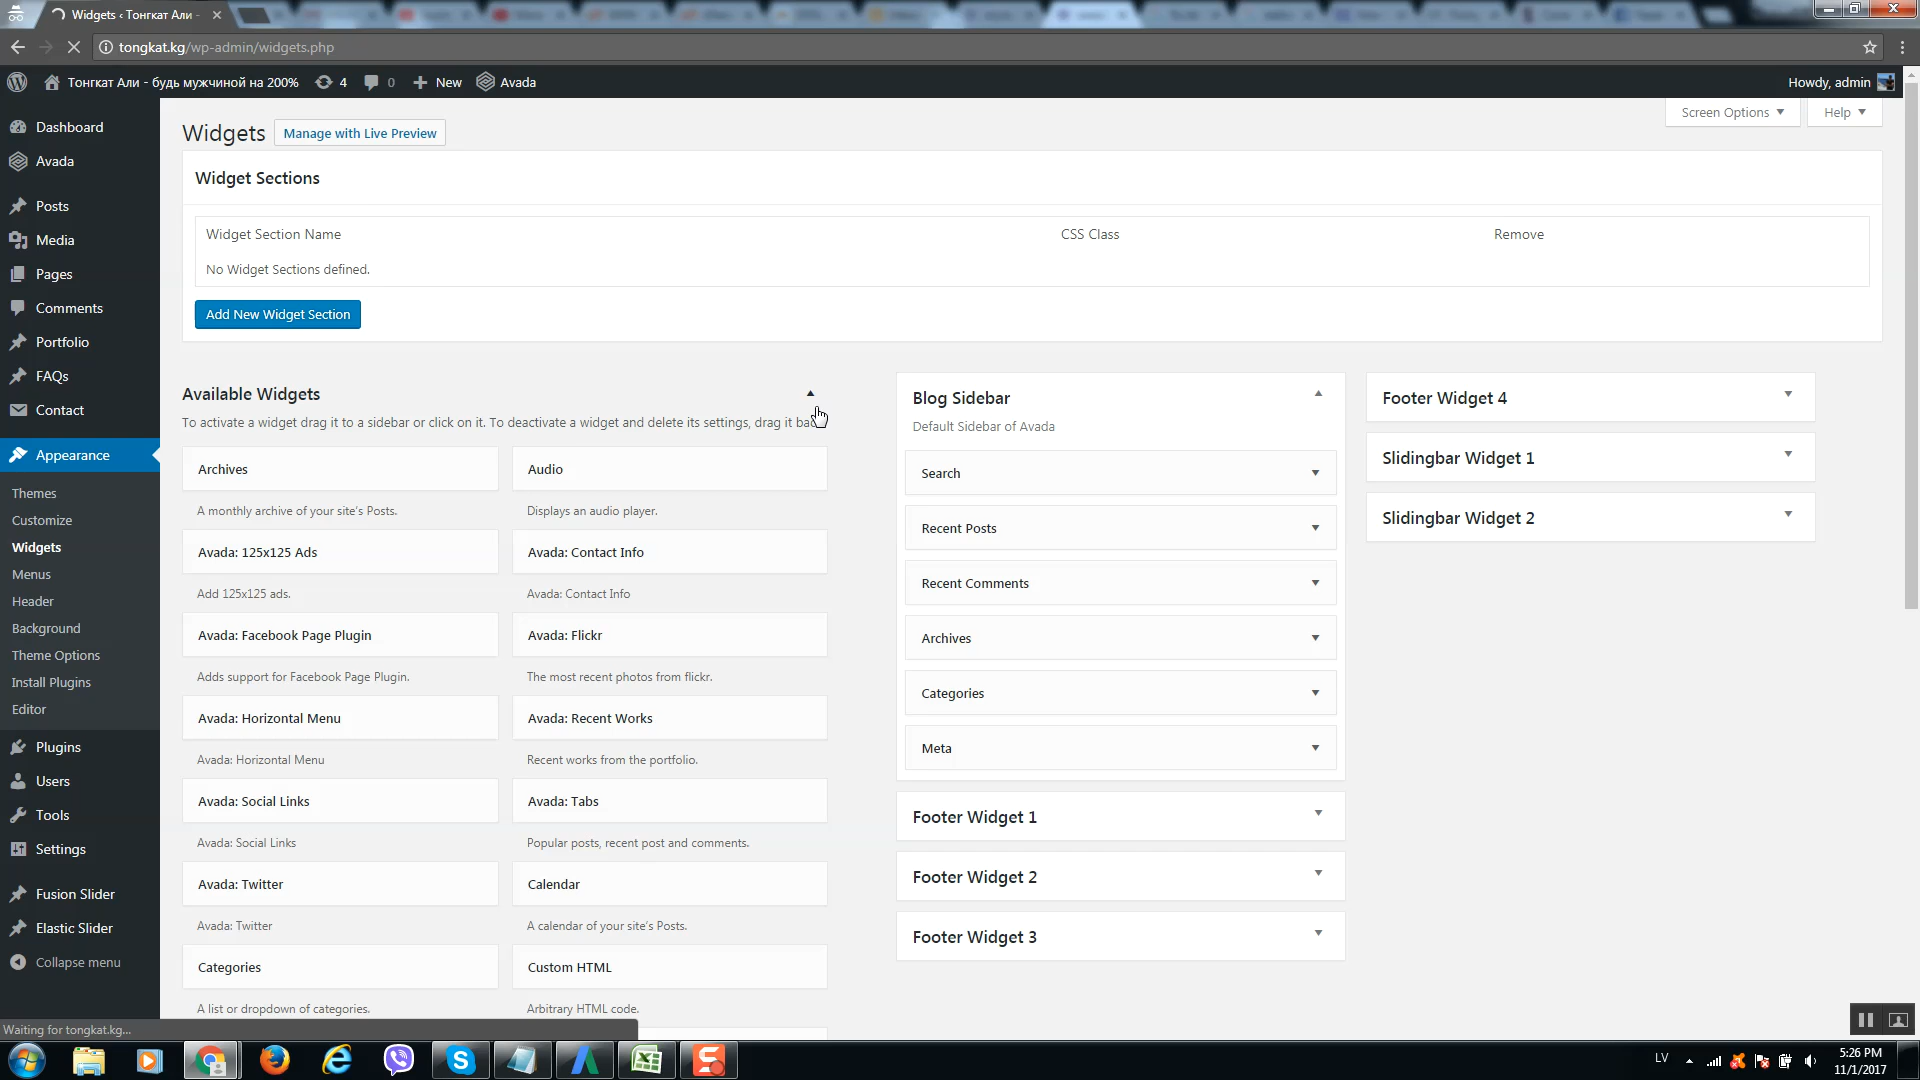 Widgets ‹ Тонгкат Али -
tongkat.kg/wp-admin/widgets.php
Тонгкат Али - будь мужчиной на 200%
4
0
New
Avada
Howdy, admin
Dashboard
Avada
Posts
Media
Pages
Comments
Portfolio
FAQs
Contact
Appearance
Themes
Customize
Widgets
Menus
Header
Background
Theme Options
Install Plugins
Editor
Plugins
Users
Tools
Settings
Fusion Slider
Elastic Slider
Collapse menu
Screen Options
Help
Widgets
Manage with Live Preview
Widget Sections
Widget Section Name
CSS Class
Remove
No Widget Sections defined.
Add New Widget Section
Available Widgets
To activate a widget drag it to a sidebar or click on it. To deactivate a widget and delete its settings, drag it
Archives
Audio
A monthly archive of your site's Posts.
Displays an audio player.
Avada: 125x125 Ads
Avada: Contact Info
Add 125x125 ads.
Avada: Contact Info
Avada: Facebook Page Plugin
Avada: Flickr
Adds support for Facebook Page Plugin.
The most recent photos from flickr.
Avada: Horizontal Menu
Avada: Recent Works
Avada: Horizontal Menu
Recent works from the portfolio.
Avada: Social Links
Avada: Tabs
Avada: Social Links
Popular posts, recent post and comments.
Avada: Twitter
Calendar
Avada: Twitter
A calendar of your site's Posts.
Categories
Custom HTML
A list or dropdown of categories.
Arbitrary HTML code.
Blog Sidebar
Default Sidebar of Avada
Search
Recent Posts
Recent Comments
Archives
Categories
Meta
Footer Widget 1
Footer Widget 2
Footer Widget 3
Footer Widget 4
Slidingbar Widget 1
Slidingbar Widget 2
Waiting for tongkat.kg...
LV
5:26 PM
11/1/2017